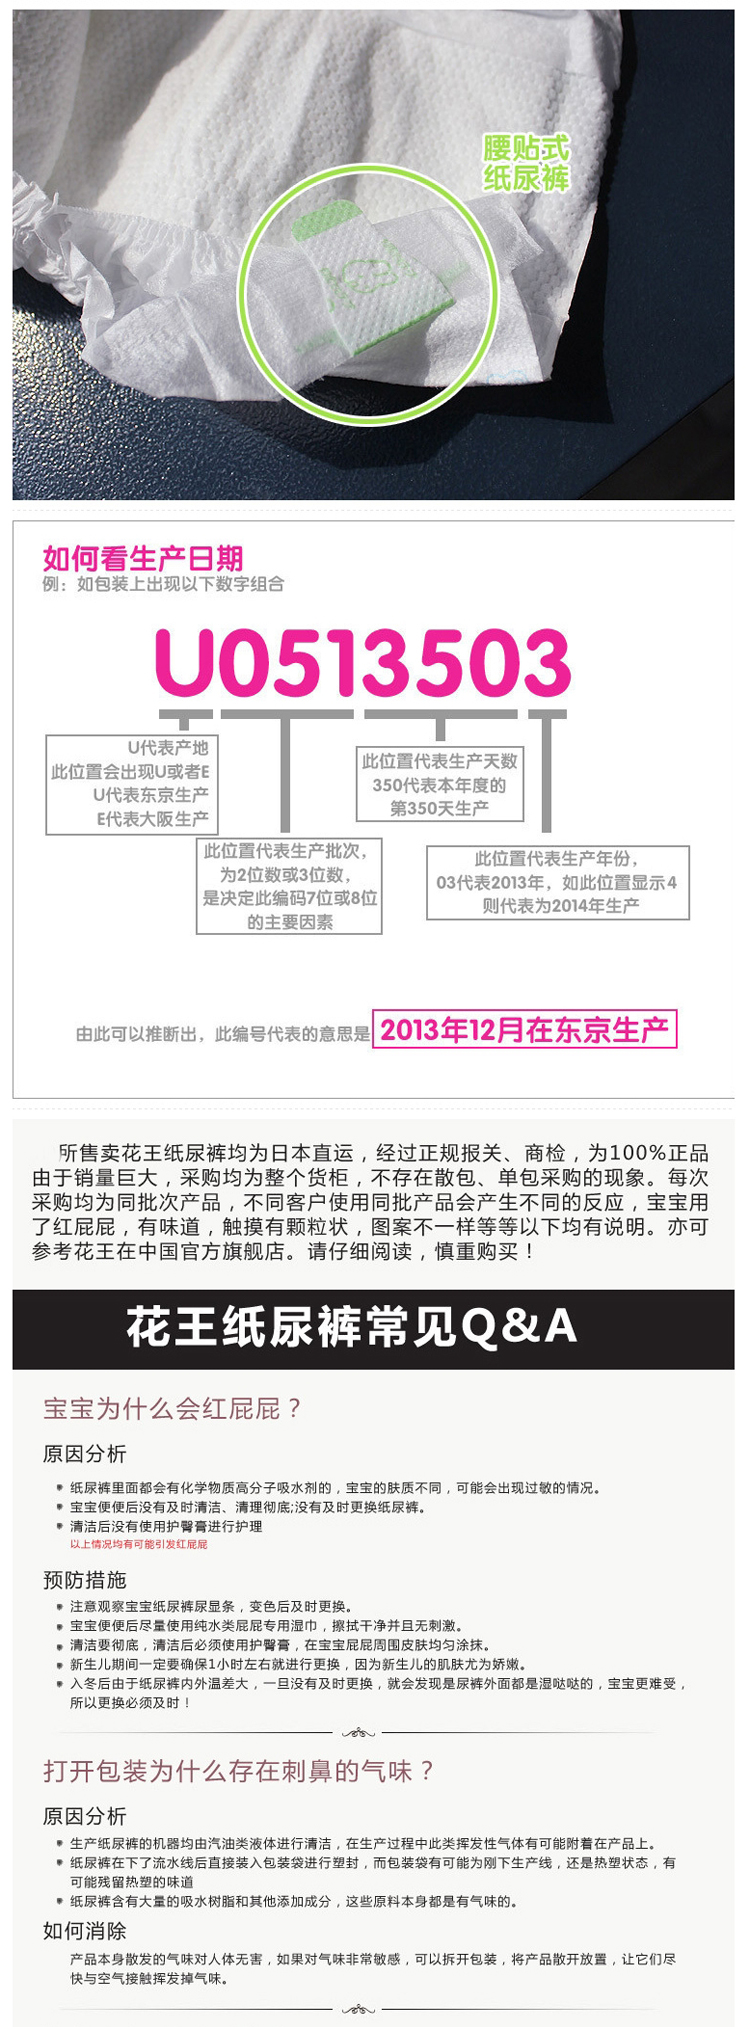 腰贴式
纸尿裤
如何看生产日期
例：如包装上出现以下数字组合
U0513503
U代表产地
此位置会出现U或者E
U代表东京生产
E代表大阪生产
此位置代表生产批次，
为2位数或3位数，
是决定此编码7位或8位
的主要因素
此位置代表生产天数
350代表本年度的
第350天生产
此位置代表生产年份，
03代表2013年，如此位置显示4
则代表为2014年生产
由此可以推断出，此编号代表的意思是 2013年12月在东京生产
所售卖花王纸尿裤均为日本直运，经过正规报关、商检，为100%正品
由于销量巨大，采购均为整个货柜，不存在散包、单包采购的现象。每次
采购均为同批次产品，不同客户使用同批产品会产生不同的反应，宝宝用
了红屁屁，有味道，触摸有颗粒状，图案不一样等等以下均有说明。亦可
参考花王在中国官方旗舰店。请仔细阅读，慎重购买！
花王纸尿裤常见Q&A
宝宝为什么会红屁屁？
原因分析
纸尿裤里面都会有化学物质高分子吸水剂的，宝宝的肤质不同，可能会出现过敏的情况。
宝宝便便后没有及时清洁、清理彻底;没有及时更换纸尿裤。
清洁后没有使用护臀膏进行护理
以上情况均有可能引发红屁屁
预防措施
注意观察宝宝纸尿裤尿显条，变色后及时更换。
宝宝便便后尽量使用纯水类屁屁专用湿巾，擦拭干净并且无刺激。
清洁要彻底，清洁后必须使用护臀膏，在宝宝屁屁周围皮肤均匀涂抹。
新生儿期间一定要确保1小时左右就进行更换，因为新生儿的肌肤尤为娇嫩。
入冬后由于纸尿裤内外温差大，一旦没有及时更换，就会发现是尿裤外面都是湿哒哒的，宝宝更难受，
所以更换必须及时！
打开包装为什么存在刺鼻的气味？
原因分析
生产纸尿裤的机器均由汽油类液体进行清洁，在生产过程中此类挥发性气体有可能附着在产品上。
纸尿裤在下了流水线后直接装入包装袋进行塑封，而包装袋有可能为刚下生产线，还是热塑状态，有
可能残留热塑的味道
纸尿裤含有大量的吸水树脂和其他添加成分，这些原料本身都是有气味的。
如何消除
产品本身散发的气味对人体无害，如果对气味非常敏感，可以拆开包装，将产品散开放置，让它们尽
快与空气接触挥发掉气味。